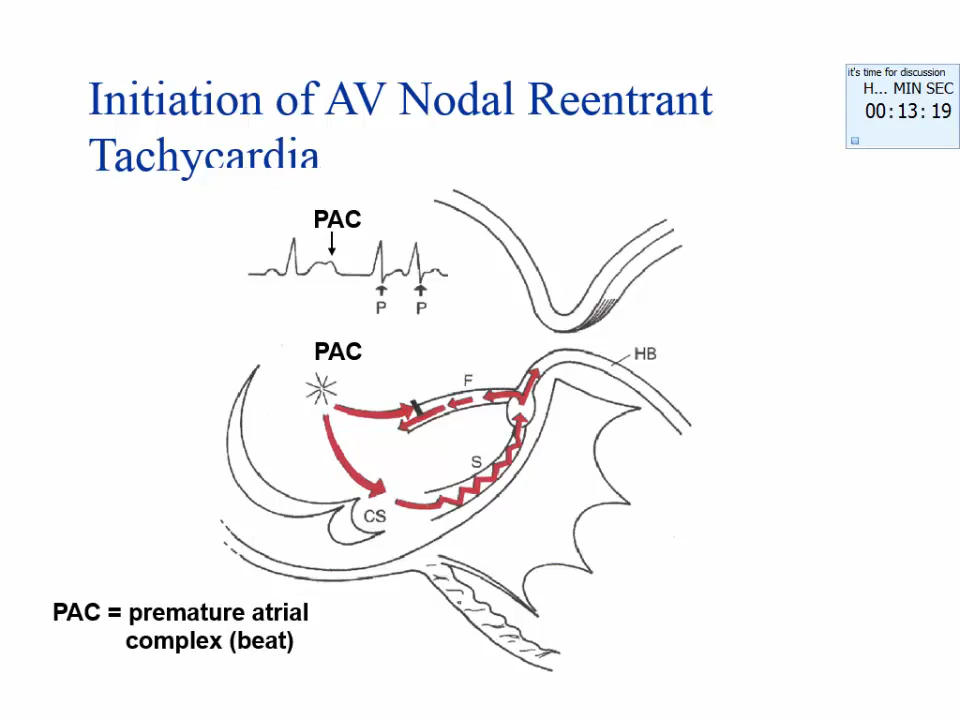 Initiation of AV Nodal Reentrant
Tachycardia
it's time for discussion
H... MIN SEC
00:13:19
PAC
P P
PAC
HB
F
S
CS
PAC = premature atrial
complex (beat)